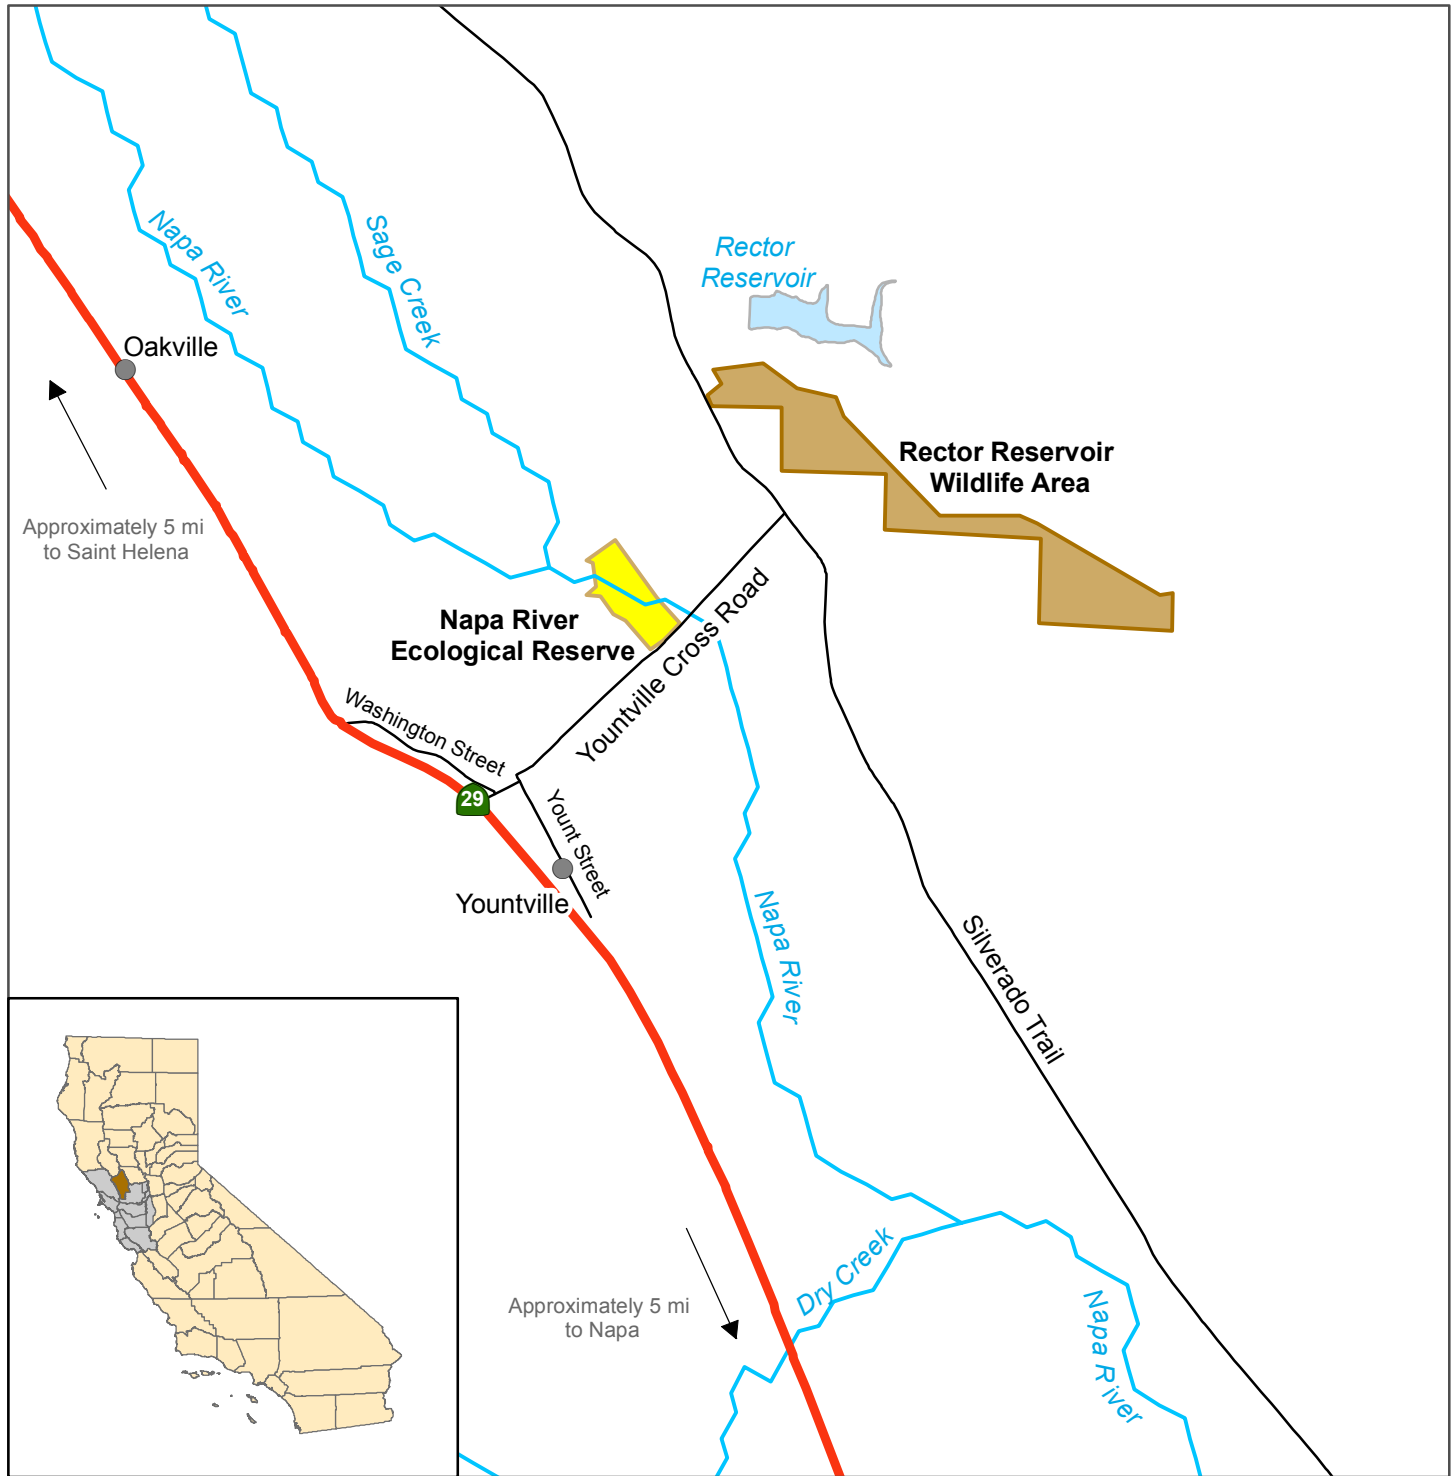 Napa River
Sage Creek
Rector
Reservoir
Oakville
Rector Reservoir
Wildlife Area
Approximately 5 mi
to Saint Helena
Napa River
Ecological Reserve
Yountville Cross Road
Washington Street
29
Yount Street
Yountville
Napa River
Silverado Trail
Dry Creek
Approximately 5 mi
to Napa
Napa River